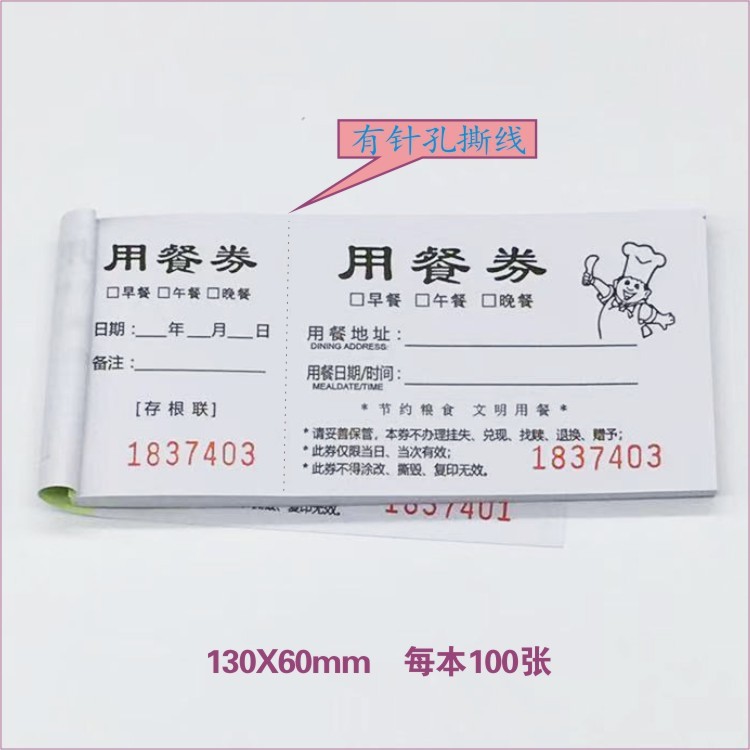 有针孔撕线
用餐券
□早餐 □午餐 □晚餐
日期:___年___月___日
备注:
[存根联]
1837403
用餐券
□早餐 □午餐 □晚餐
用餐地址:
DINING ADDRESS
用餐日期/时间:
MEALDATE/TIME
* 节约粮食 文明用餐 *
* 请妥善保管，本券不办理挂失、兑现、找赎、退换、赠予；
* 此券仅限当日、当次有效；
* 此券不得涂改、撕毁、复印无效。
1837403
复印无效。
1837401
130X60mm 每本100张